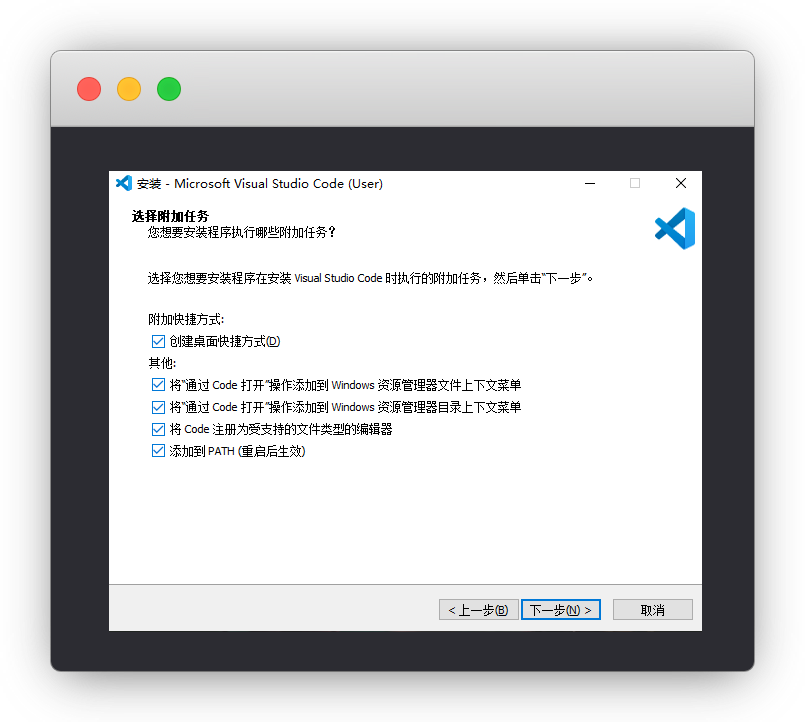 安装 - Microsoft Visual Studio Code (User)
选择附加任务
您想要安装程序执行哪些附加任务？
选择您想要安装程序在安装 Visual Studio Code 时执行的附加任务，然后单击“下一步”。
附加快捷方式:
创建桌面快捷方式(D)
其他:
将“通过 Code 打开”操作添加到 Windows 资源管理器文件上下文菜单
将“通过 Code 打开”操作添加到 Windows 资源管理器目录上下文菜单
将 Code 注册为受支持的文件类型的编辑器
添加到 PATH (重启后生效)
< 上一步(B) 下一步(N) > 取消